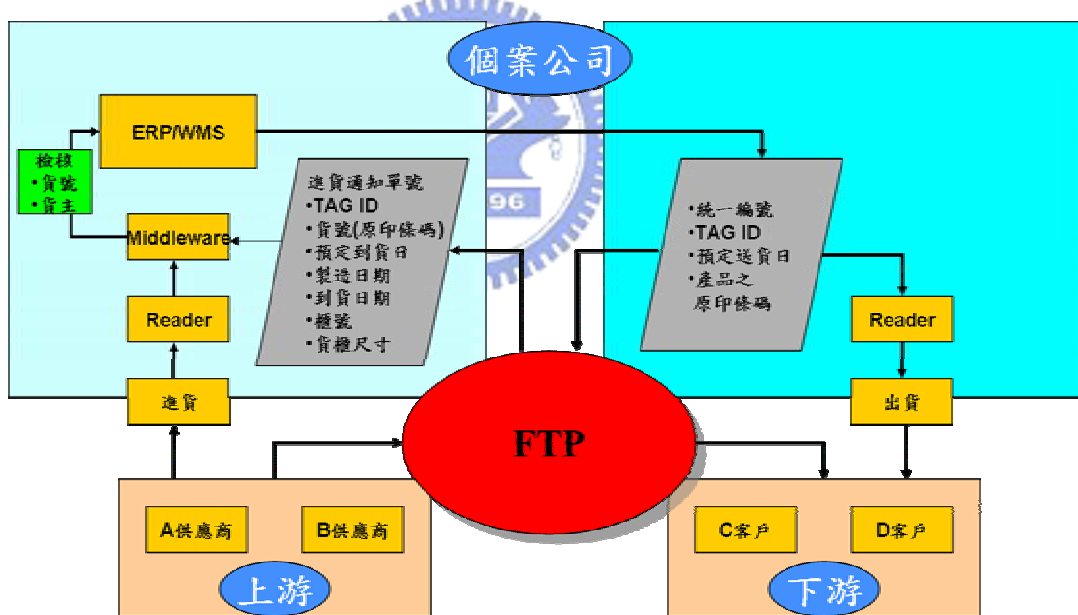 個案公司
ERP/WMS
檢核
•貨號
•貨主
Middleware
Reader
進貨
進貨通知單號
•TAG ID
•貨號(原印條碼)
•預定到貨日
•製造日期
•到貨日期
•櫃號
•貨櫃尺寸
96
•統一編號
•TAG ID
•預定送貨日
•產品之
原印條碼
Reader
出貨
FTP
A供應商
B供應商
上游
C客戶
D客戶
下游